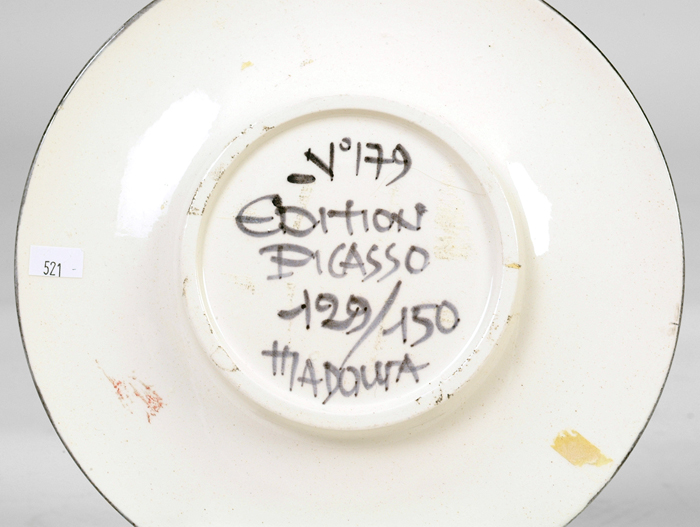 N°179
EDITION
PICASSO
129/150
MADOURA
521